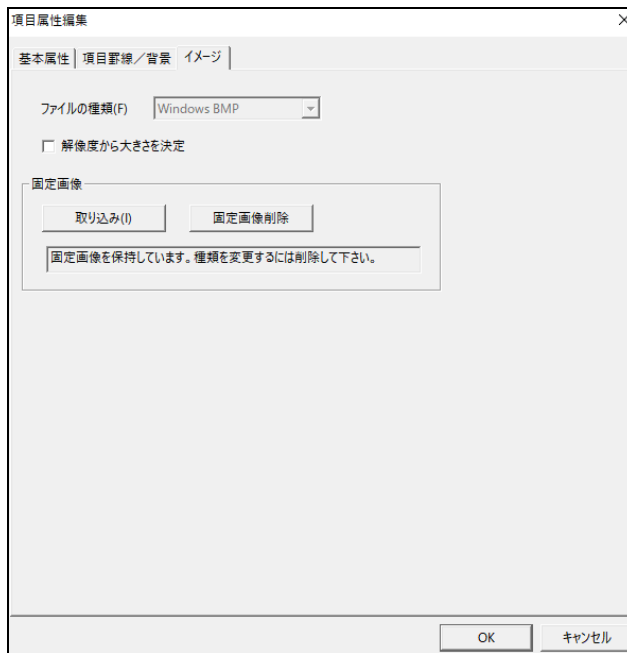 項目属性編集
基本属性 項目罫線／背景 イメージ
ファイルの種類(F) Windows BMP
解像度から大きさを決定
固定画像
取り込み(I) 固定画像削除
固定画像を保持しています。種類を変更するには削除して下さい。
OK キャンセル